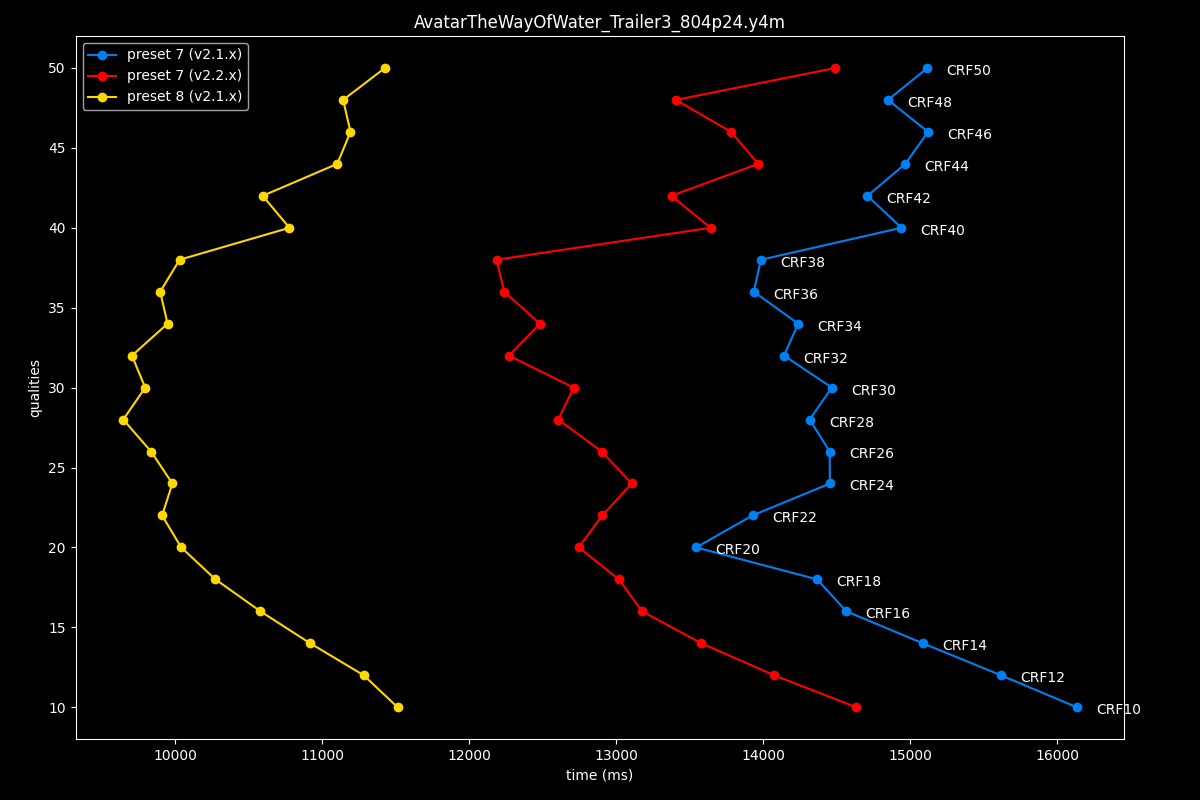 AvatarTheWayOfWater_Trailer3_804p24.y4m
preset 7 (v2.1.x)
preset 7 (v2.2.x)
preset 8 (v2.1.x)
50
45
40
35
30
25
20
15
10
qualities
CRF50
CRF48
CRF46
CRF44
CRF42
CRF40
CRF38
CRF36
CRF34
CRF32
CRF30
CRF28
CRF26
CRF24
CRF22
CRF20
CRF18
CRF16
CRF14
CRF12
CRF10
10000 11000 12000 13000 14000 15000 16000
time (ms)